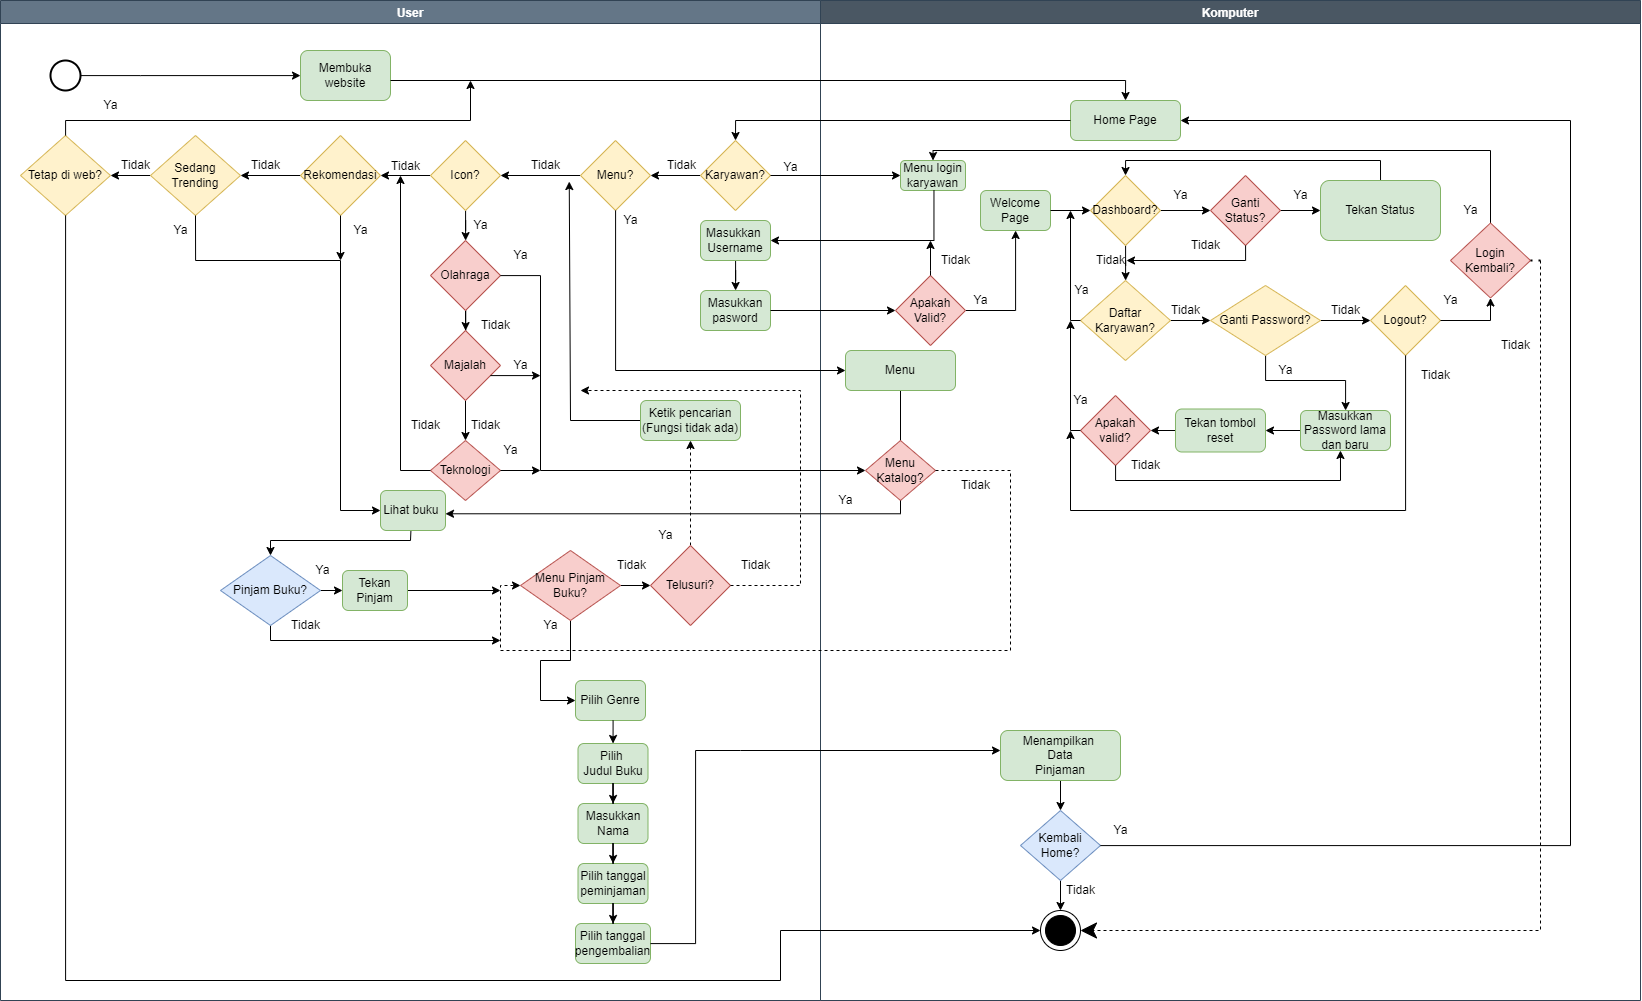 User
Komputer
Membuka
website
Ya
Home Page
Tetap di web?
Tidak
Sedang
Trending
Tidak
Rekomendasi
Tidak
Icon?
Tidak
Menu?
Tidak
Karyawan?
Ya
Menu login
karyawan
Ya
Ya
Ya
Ya
Masukkan
Username
Masukkan
pasword
Tidak
Apakah
Valid?
Ya
Welcome
Page
Dashboard?
Ya
Ganti
Status?
Ya
Tekan Status
Tidak
Tidak
Ya
Login
Kembali?
Ya
Daftar
Karyawan?
Tidak
Ganti Password?
Tidak
Logout?
Ya
Tidak
Tidak
Ya
Masukkan
Password lama
dan baru
Tekan tombol
reset
Apakah
valid?
Ya
Tidak
Olahraga
Ya
Tidak
Majalah
Ya
Tidak
Tidak
Teknologi
Ya
Menu
Menu
Katalog?
Tidak
Ya
Ketik pencarian
(Fungsi tidak ada)
Lihat buku
Pinjam Buku?
Ya
Tekan
Pinjam
Tidak
Menu Pinjam
Buku?
Tidak
Telusuri?
Ya
Tidak
Ya
Pilih Genre
Pilih
Judul Buku
Masukkan
Nama
Pilih tanggal
peminjaman
Pilih tanggal
pengembalian
Menampilkan
Data
Pinjaman
Kembali
Home?
Ya
Tidak